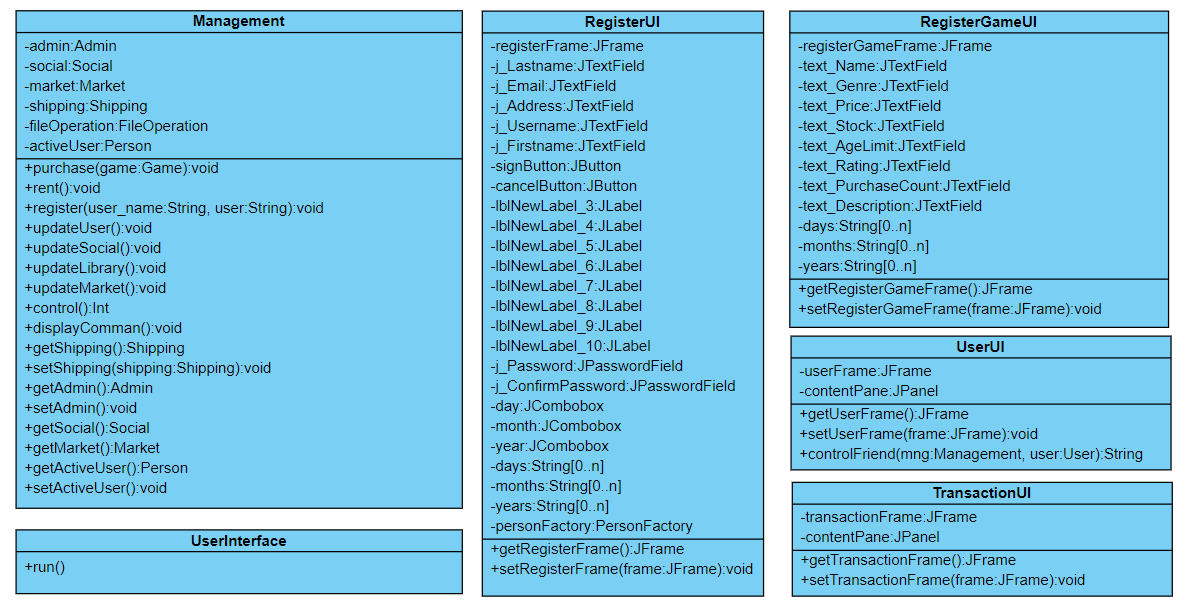 Management
-admin:Admin
-social:Social
-market:Market
-shipping:Shipping
-fileOperation:FileOperation
-activeUser:Person
+purchase(game:Game):void
+rent():void
+register(user_name:String, user:String):void
+updateUser():void
+updateSocial():void
+updateLibrary():void
+updateMarket():void
+control():Int
+displayComman():void
+getShipping():Shipping
+setShipping(shipping:Shipping):void
+getAdmin():Admin
+setAdmin():void
+getSocial():Social
+getMarket():Market
+getActiveUser():Person
+setActiveUser():void
UserInterface
+run()
RegisterUI
-registerFrame:JFrame
-j_Lastname:JTextField
-j_Email:JTextField
-j_Address:JTextField
-j_Username:JTextField
-j_Firstname:JTextField
-signButton:JButton
-cancelButton:JButton
-lblNewLabel_3:JLabel
-lblNewLabel_4:JLabel
-lblNewLabel_5:JLabel
-lblNewLabel_6:JLabel
-lblNewLabel_7:JLabel
-lblNewLabel_8:JLabel
-lblNewLabel_9:JLabel
-lblNewLabel_10:JLabel
-j_Password:JPasswordField
-j_ConfirmPassword:JPasswordField
-day:JCombobox
-month:JCombobox
-year:JCombobox
-days:String[0..n]
-months:String[0..n]
-years:String[0..n]
-personFactory:PersonFactory
+getRegisterFrame():JFrame
+setRegisterFrame(frame:JFrame):void
RegisterGameUI
-registerGameFrame:JFrame
-text_Name:JTextField
-text_Genre:JTextField
-text_Price:JTextField
-text_Stock:JTextField
-text_AgeLimit:JTextField
-text_Rating:JTextField
-text_PurchaseCount:JTextField
-text_Description:JTextField
-days:String[0..n]
-months:String[0..n]
-years:String[0..n]
+getRegisterGameFrame():JFrame
+setRegisterGameFrame(frame:JFrame):void
UserUI
-userFrame:JFrame
-contentPane:JPanel
+getUserFrame():JFrame
+setUserFrame(frame:JFrame):void
+controlFriend(mng:Management, user:User):String
TransactionUI
-transactionFrame:JFrame
-contentPane:JPanel
+getTransactionFrame():JFrame
+setTransactionFrame(frame:JFrame):void